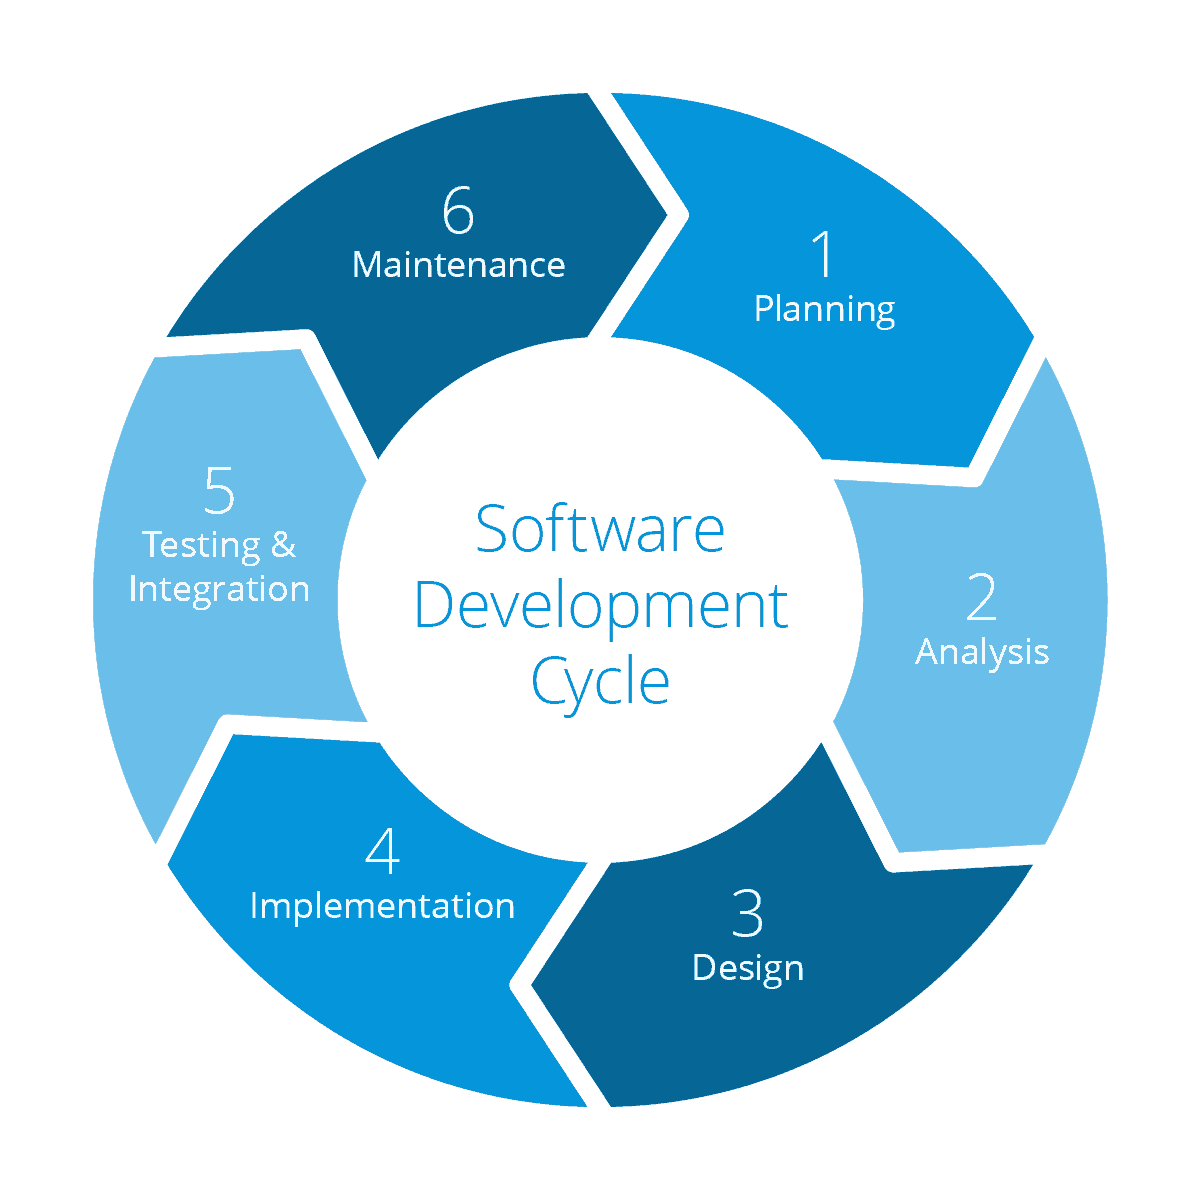 Software
Development
Cycle
1
Planning
2
Analysis
3
Design
4
Implementation
5
Testing &
Integration
6
Maintenance